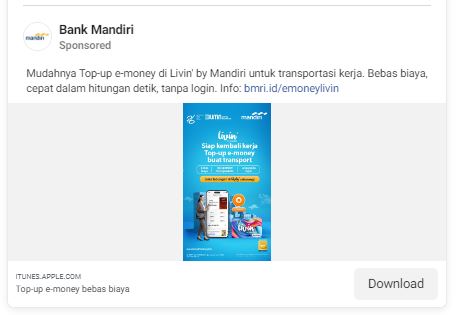 Bank Mandiri
Sponsored
Mudahnya Top-up e-money di Livin' by Mandiri untuk transportasi kerja. Bebas biaya,
cepat dalam hitungan detik, tanpa login. Info: bmri.id/emoneylivin
BUMN mandiri
livin'
Siap kembali kerja
Top-up e-money
buat transport
livin'
ITUNES.APPLE.COM
Top-up e-money bebas biaya
Download